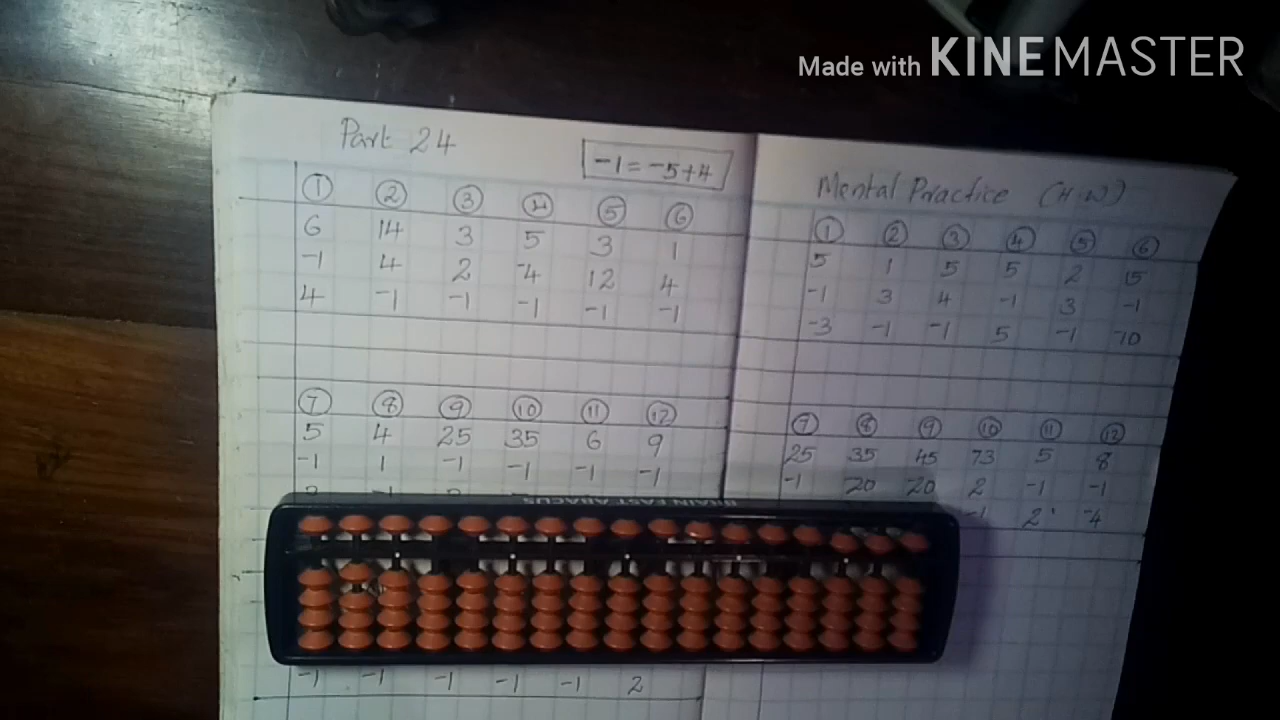 Made with KINEMASTER
Part 24
-1 = -5+4
① ② ③ ④ ⑤ ⑥
6 14 3 5 3 1
-1 4 2 -4 12 4
4 -1 -1 -1 -1 -1
⑦ ⑧ ⑨ ⑩ ⑪ ⑫
5 4 25 35 6 9
-1 1 -1 -1 -1 -1
-1 -1 -1 -1 -1 2
Mental Practice (H.W)
① ② ③ ④ ⑤ ⑥
5 1 5 5 2 15
-1 3 4 -1 3 -1
-3 -1 -1 5 -1 -10
⑦ ⑧ ⑨ ⑩ ⑪ ⑫
25 35 45 73 5 8
-1 20 20 2 -1 -1
-1 2 -4
BRAIN FAST ABACUS